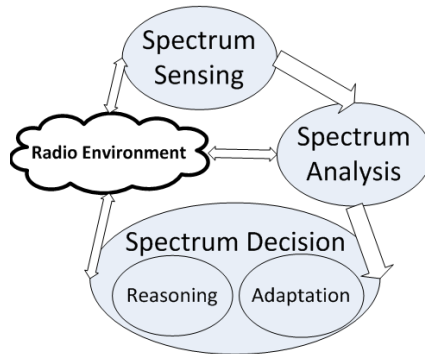 Spectrum
Sensing
Radio Environment
Spectrum
Analysis
Spectrum Decision
Reasoning
Adaptation